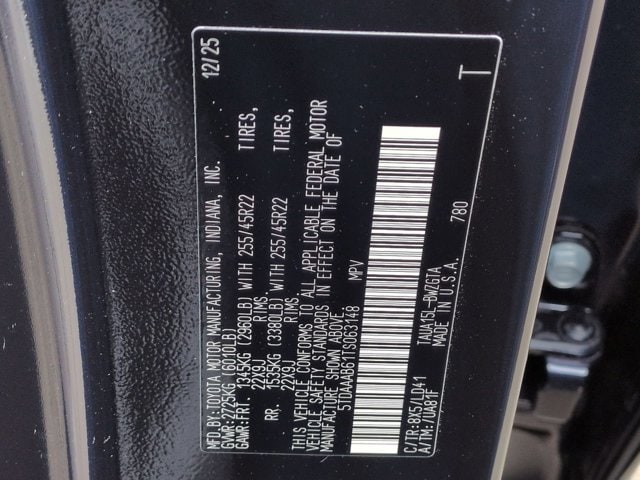 MFD.BY:TOYOTA MOTOR MANUFACTURING, INDIANA, INC. 12/25
GVWR:2725KG (6010LB)
GAWR:FRT. 1345KG (2960LB) WITH 255/45R22 TIRES,
22X9J RIMS
RR. 1535KG (3380LB) WITH 255/45R22 TIRES,
22X9J RIMS
THIS VEHICLE CONFORMS TO ALL APPLICABLE FEDERAL MOTOR
VEHICLE SAFETY STANDARDS IN EFFECT ON THE DATE OF
MANUFACTURE SHOWN ABOVE.
5TDAAAB61TS063148 MPV
780
C/TR:8X5/LD41 TAUA15L-BWZGTA
A/TM:/UA81F MADE IN U.S.A.
T